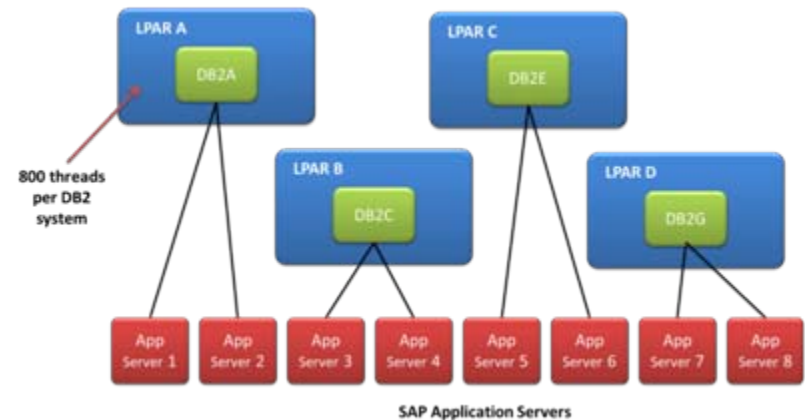 LPAR A
DB2A
LPAR C
DB2E
800 threads
per DB2
system
LPAR B
DB2C
LPAR D
DB2G
App
Server 1
App
Server 2
App
Server 3
App
Server 4
App
Server 5
App
Server 6
App
Server 7
App
Server 8
SAP Application Servers